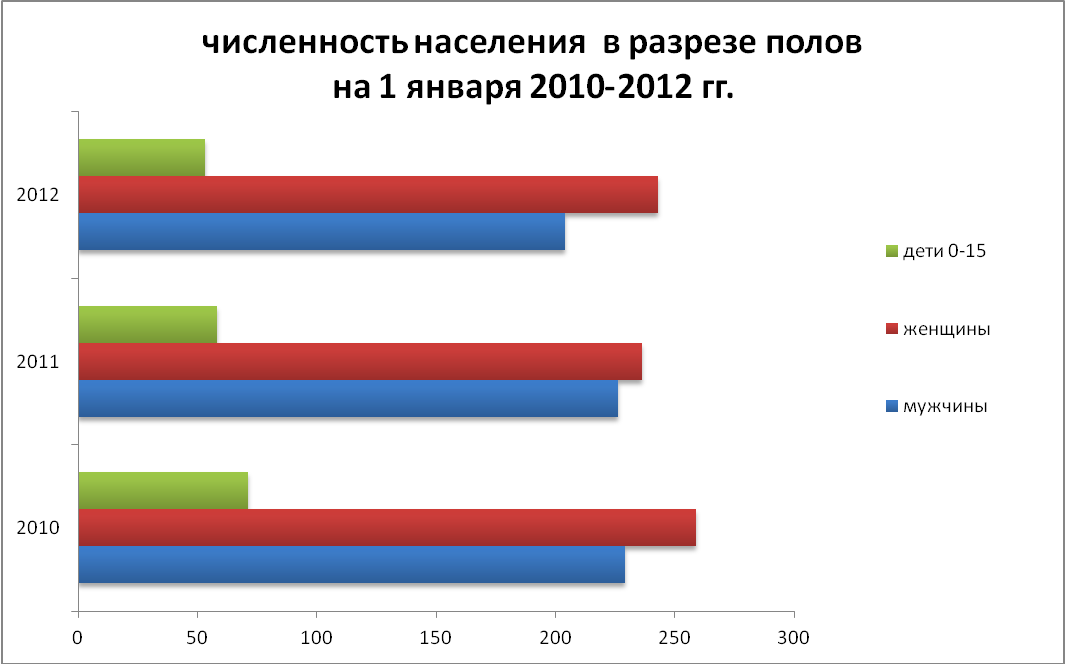 численность населения  в разрезе полов
на 1 января 2010-2012 гг.
2012
2011
2010
дети 0-15
женщины
мужчины
0 50 100 150 200 250 300